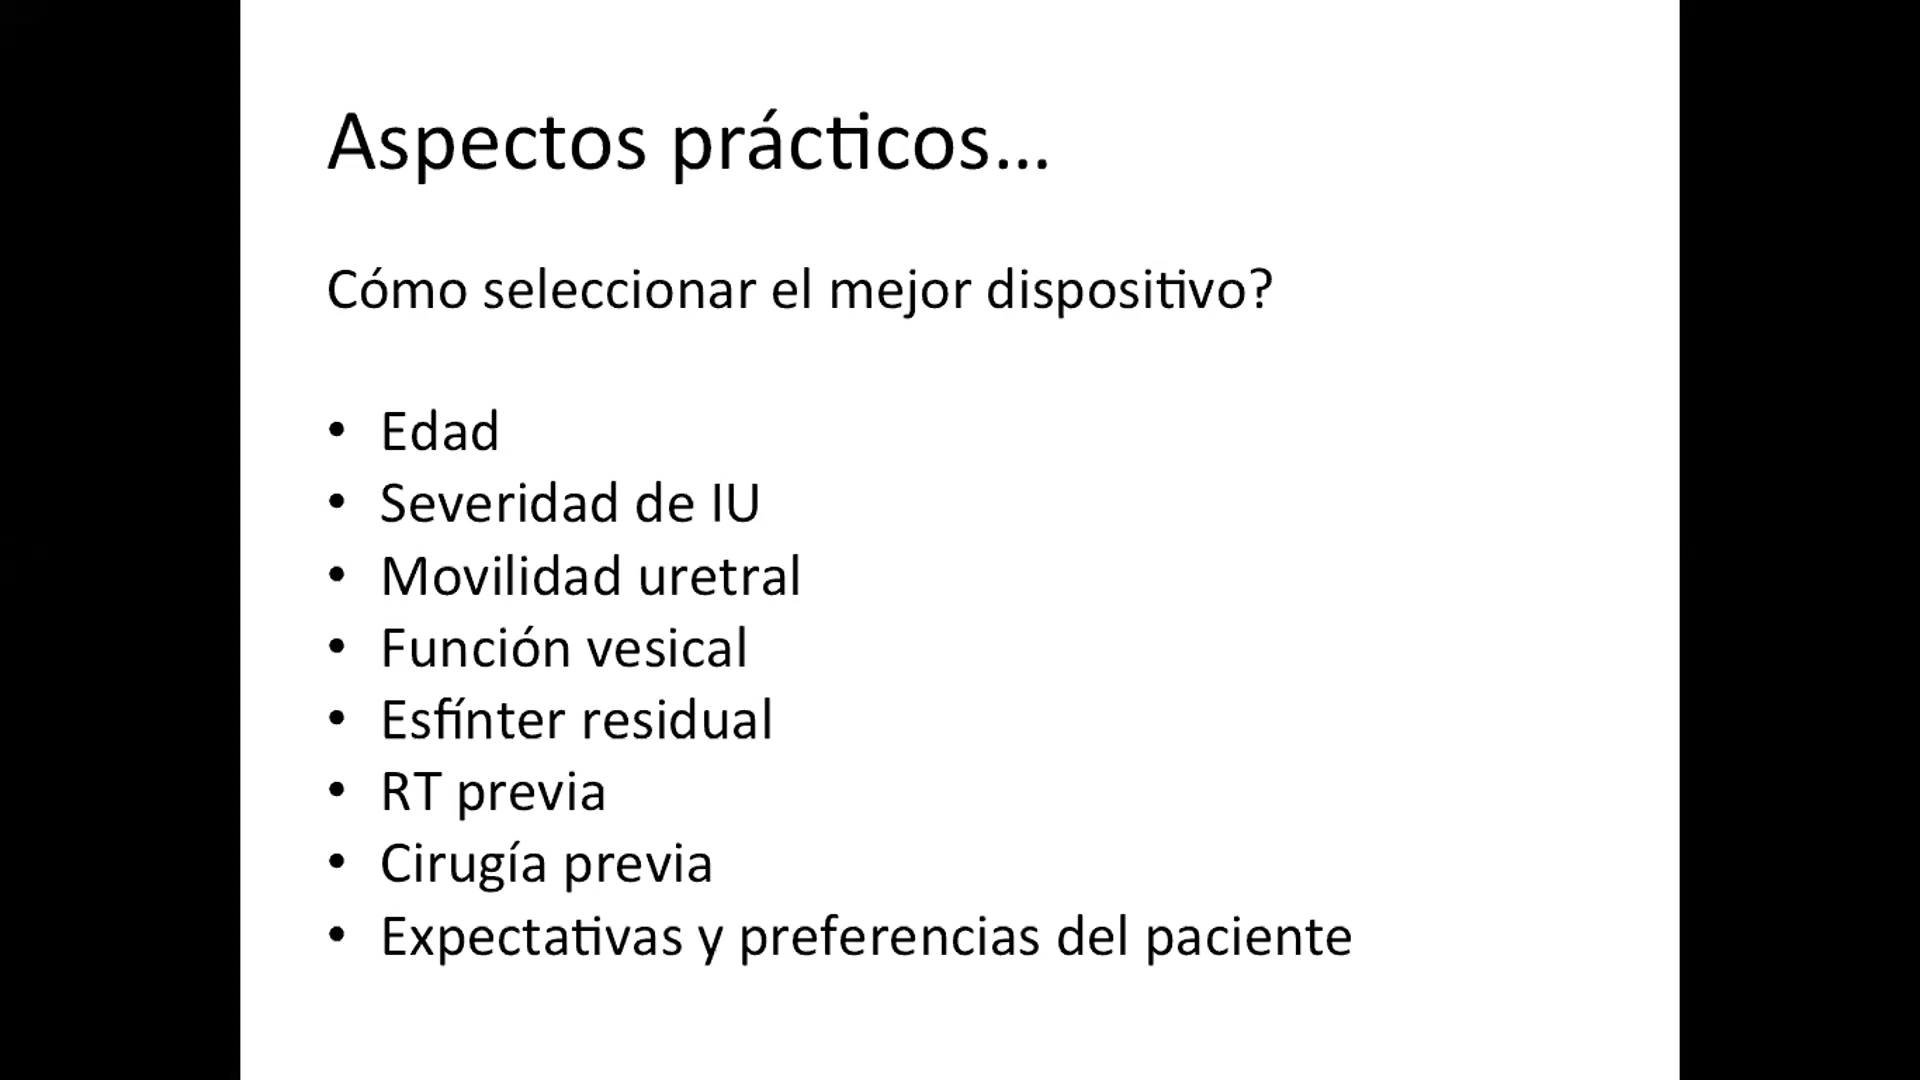 Aspectos prácticos...
Cómo seleccionar el mejor dispositivo?
• Edad
• Severidad de IU
• Movilidad uretral
• Función vesical
• Esfínter residual
• RT previa
• Cirugía previa
• Expectativas y preferencias del paciente